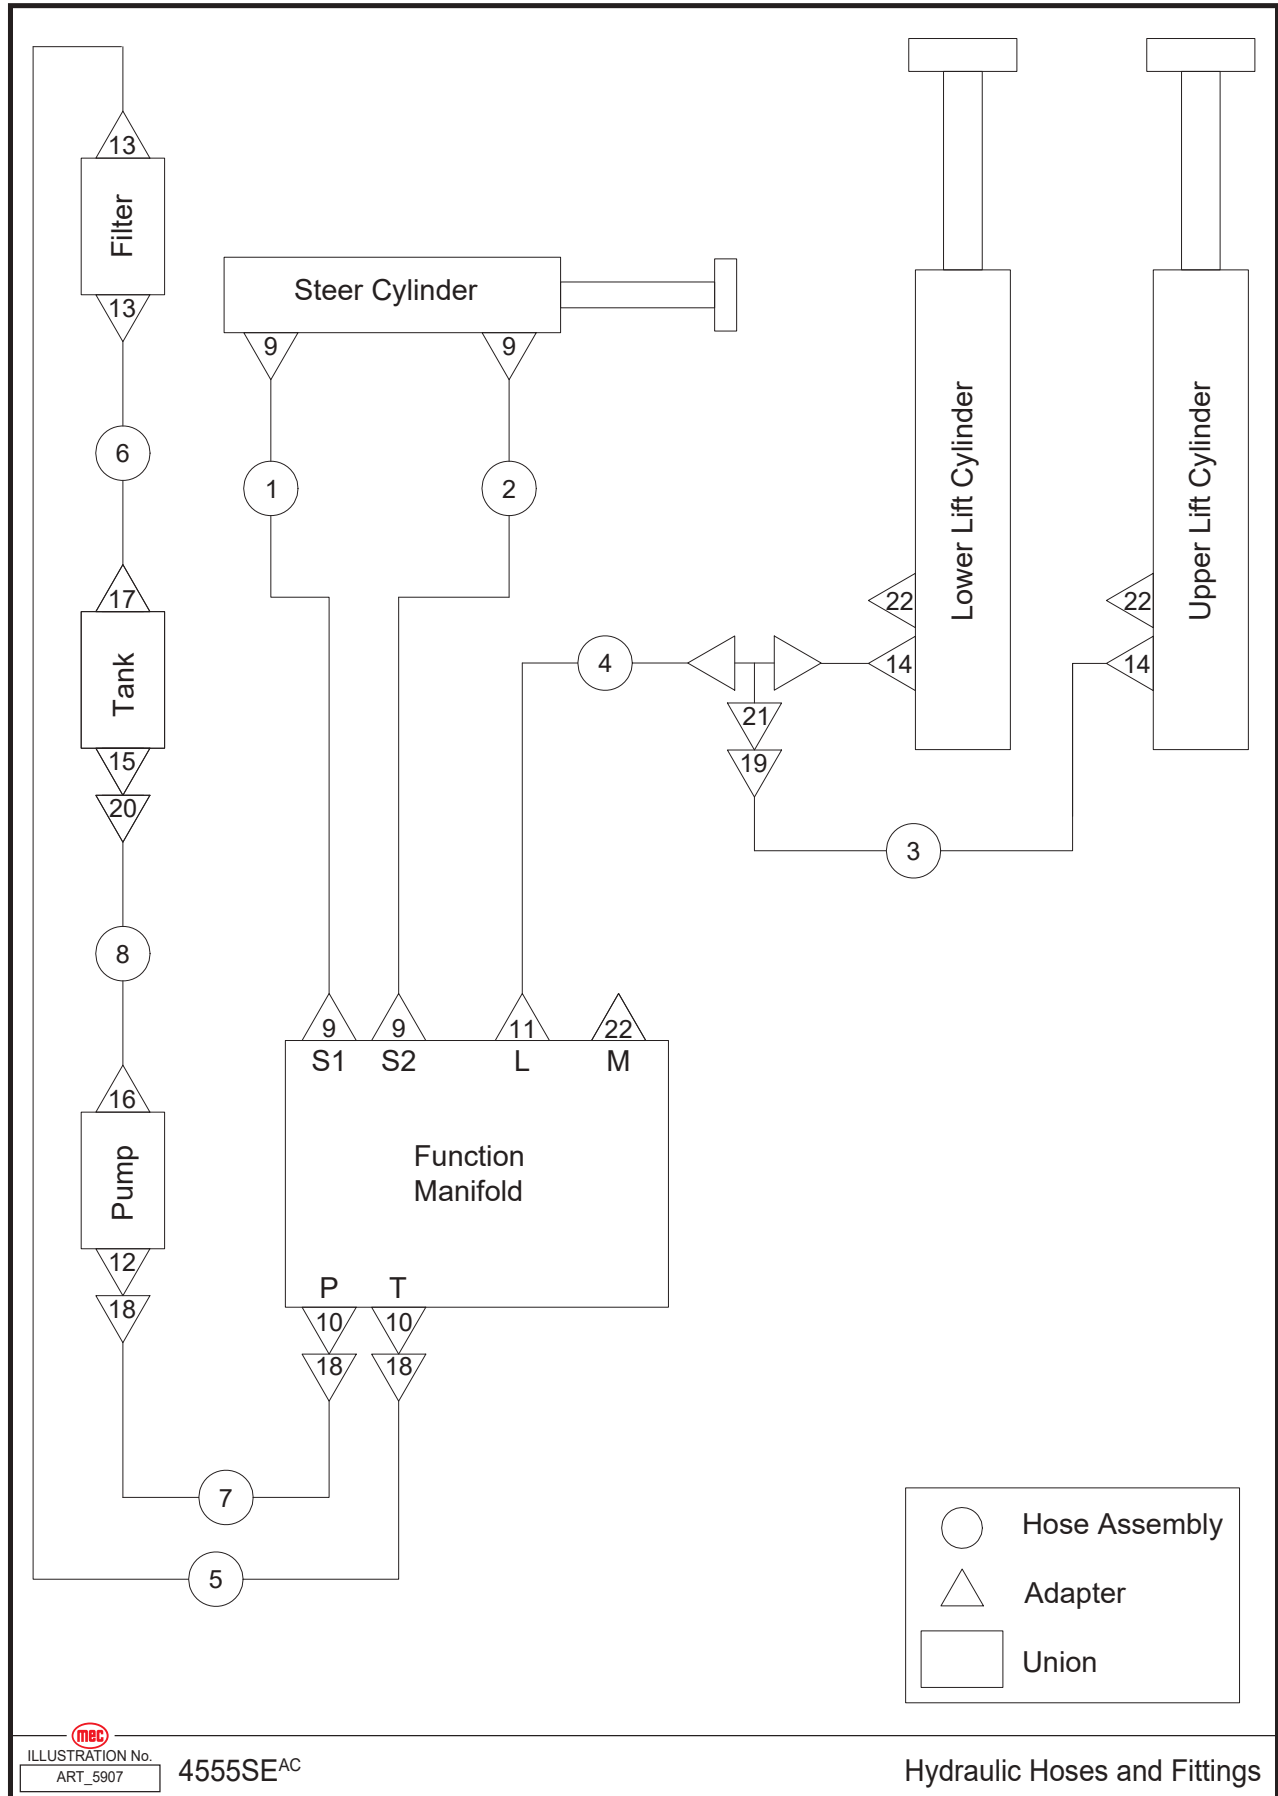 13
Filter
13
Steer Cylinder
9
9
6
1
2
Lower Lift Cylinder
Upper Lift Cylinder
17
22
22
Tank
4
14
14
15
21
20
19
3
8
9
9
11
22
S1
S2
L
M
16
Pump
Function
Manifold
12
P
T
18
10
10
18
18
7
5
Hose Assembly
Adapter
Union
mec
ILLUSTRATION No.
ART_5907
4555SEAC
Hydraulic Hoses and Fittings